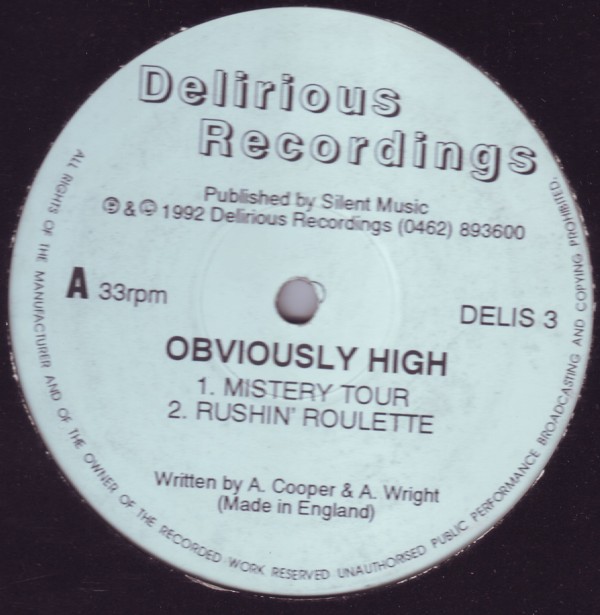 Delirious
Recordings
Published by Silent Music
℗ & © 1992 Delirious Recordings (0462) 893600
A 33rpm
DELIS 3
OBVIOUSLY HIGH
1. MISTERY TOUR
2. RUSHIN' ROULETTE
Written by A. Cooper & A. Wright
(Made in England)
ALL RIGHTS OF THE MANUFACTURER AND OF THE OWNER OF THE RECORDED WORK RESERVED UNAUTHORISED PUBLIC PERFORMANCE BROADCASTING AND COPYING PROHIBITED.